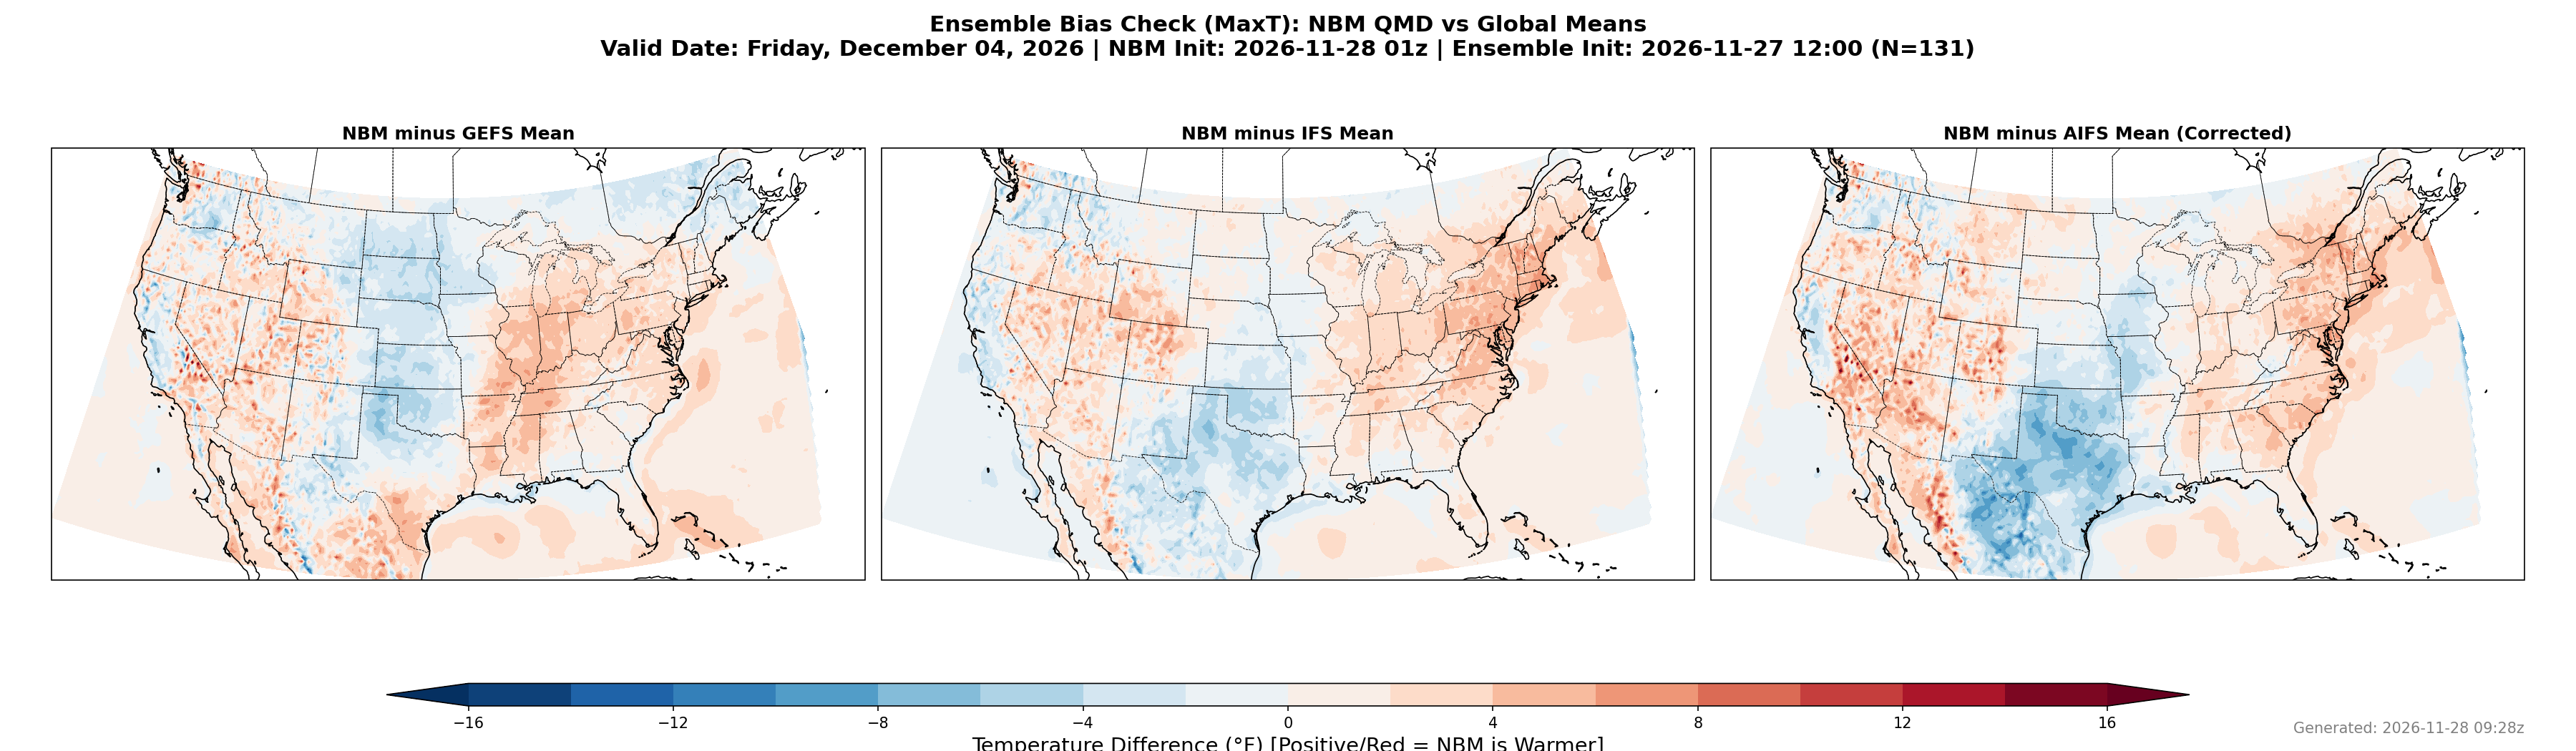 Ensemble Bias Check (MaxT): NBM QMD vs Global Means
Valid Date: Friday, December 04, 2026 | NBM Init: 2026-11-28 01z | Ensemble Init: 2026-11-27 12:00 (N=131)
NBM minus GEFS Mean
NBM minus IFS Mean
NBM minus AIFS Mean (Corrected)
−16 −12 −8 −4 0 4 8 12 16
Generated: 2026-11-28 09:28z
Temperature Difference (°F) [Positive/Red = NBM is Warmer]